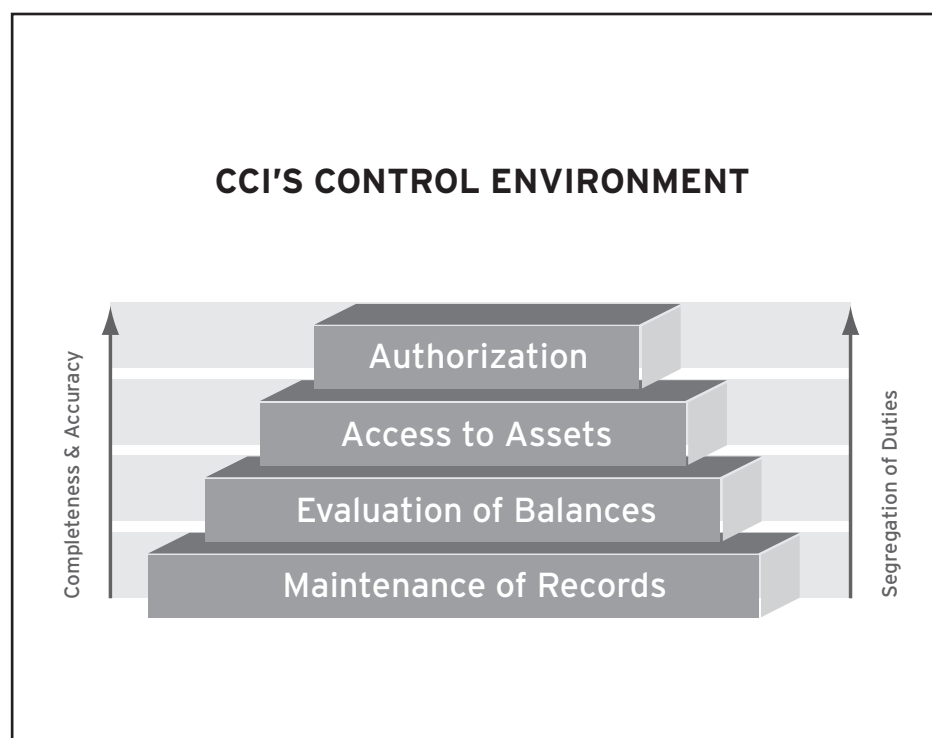 CCI'S CONTROL ENVIRONMENT
Completeness & Accuracy
Authorization
Access to Assets
Evaluation of Balances
Maintenance of Records
Segregation of Duties